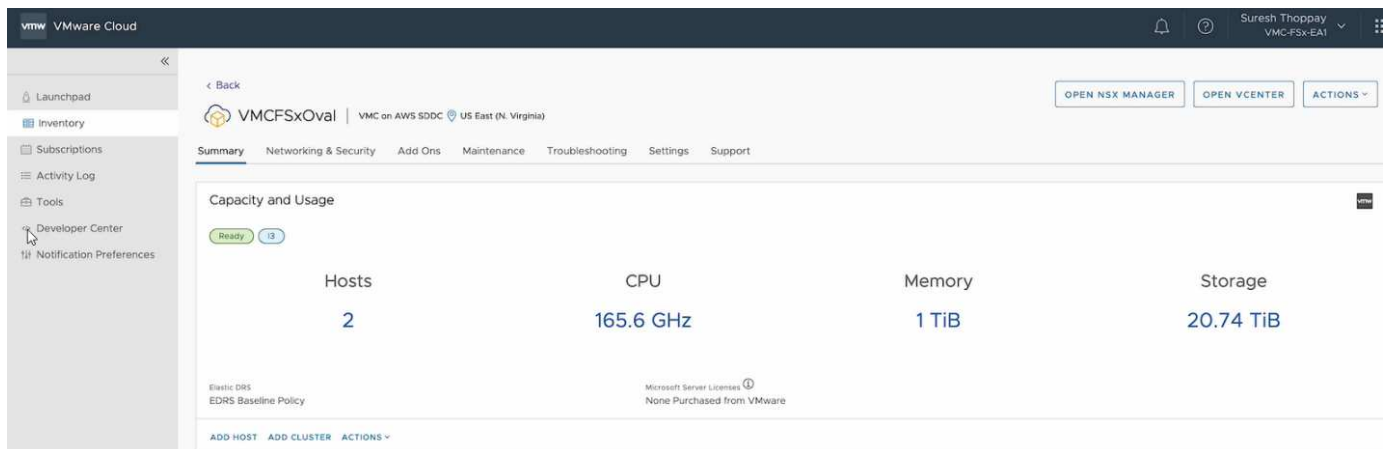 vmw VMware Cloud
Suresh Thoppay
VMC-FSx-EA1
«
Launchpad
Inventory
Subscriptions
Activity Log
Tools
Developer Center
Notification Preferences
< Back
OPEN NSX MANAGER OPEN VCENTER ACTIONS
VMCFSxOval | VMC on AWS SDDC US East (N. Virginia)
Summary Networking & Security Add Ons Maintenance Troubleshooting Settings Support
Capacity and Usage
vmw
Ready i3
Hosts CPU Memory Storage
2 165.6 GHz 1 TiB 20.74 TiB
Elastic DRS Microsoft Server Licenses
EDRS Baseline Policy None Purchased from VMware
ADD HOST ADD CLUSTER ACTIONS